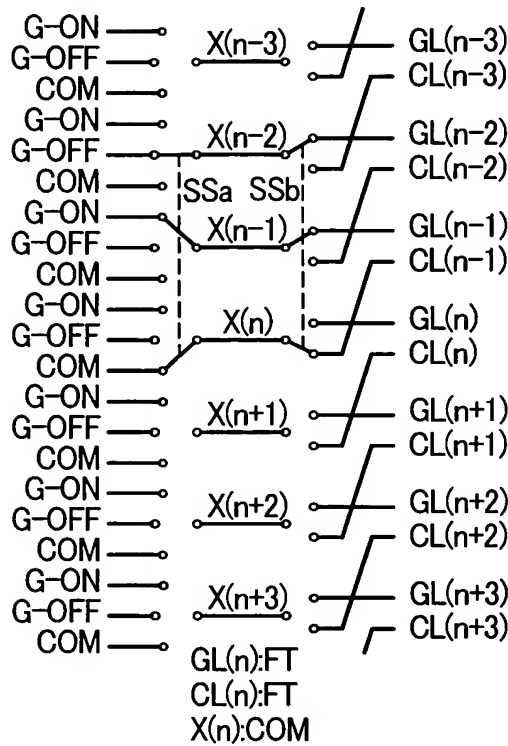 G-ON
X(n-3)
GL(n-3)
G-OFF
CL(n-3)
COM
G-ON
X(n-2)
GL(n-2)
G-OFF
CL(n-2)
COM
SSa SSb
G-ON
X(n-1)
GL(n-1)
G-OFF
CL(n-1)
COM
G-ON
X(n)
GL(n)
G-OFF
CL(n)
COM
G-ON
X(n+1)
GL(n+1)
G-OFF
CL(n+1)
COM
G-ON
X(n+2)
GL(n+2)
G-OFF
CL(n+2)
COM
G-ON
X(n+3)
GL(n+3)
G-OFF
CL(n+3)
COM
GL(n):FT
CL(n):FT
X(n):COM